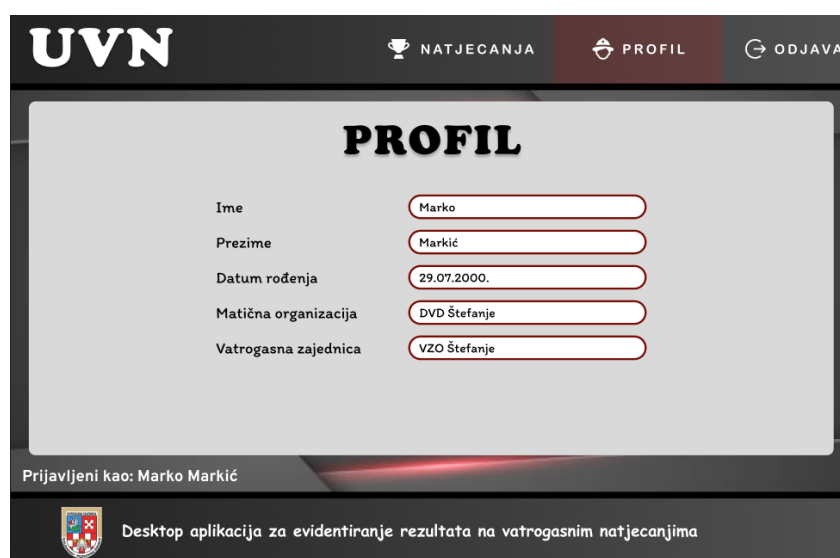 UVN NATJECANJA PROFIL ODJAVA
PROFIL
Ime Marko
Prezime Markić
Datum rođenja 29.07.2000.
Matična organizacija DVD Štefanje
Vatrogasna zajednica VZO Štefanje
Prijavljeni kao: Marko Markić
Desktop aplikacija za evidentiranje rezultata na vatrogasnim natjecanjima